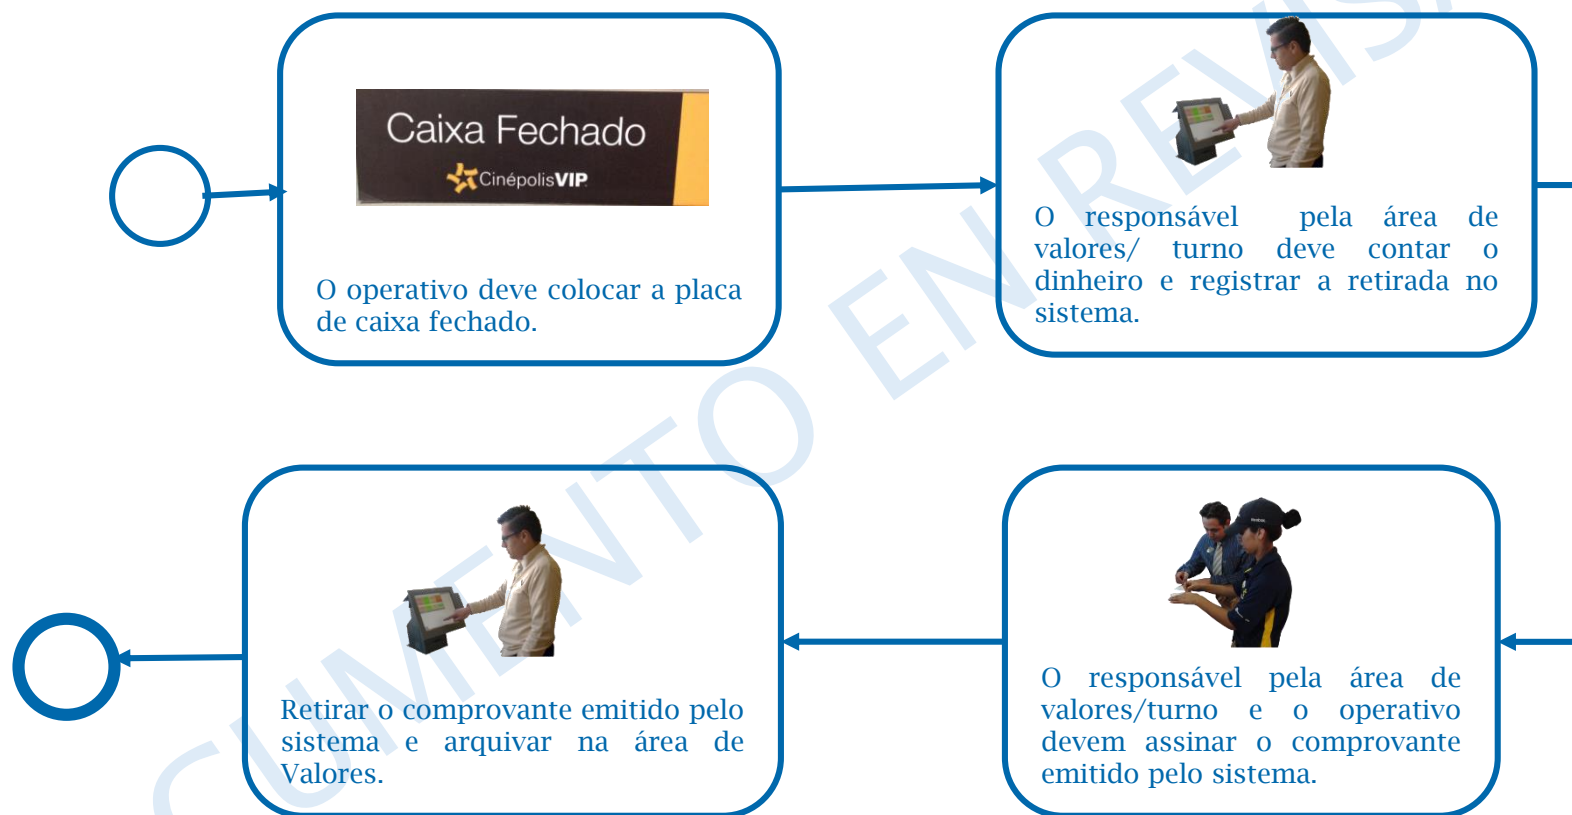 Caixa Fechado
CinépolisVIP
O operativo deve colocar a placa
de caixa fechado.
O responsável pela área de
valores/ turno deve contar o
dinheiro e registrar a retirada no
sistema.
Retirar o comprovante emitido pelo
sistema e arquivar na área de
Valores.
O responsável pela área de
valores/turno e o operativo
devem assinar o comprovante
emitido pelo sistema.
CUMENTO EN REVISA